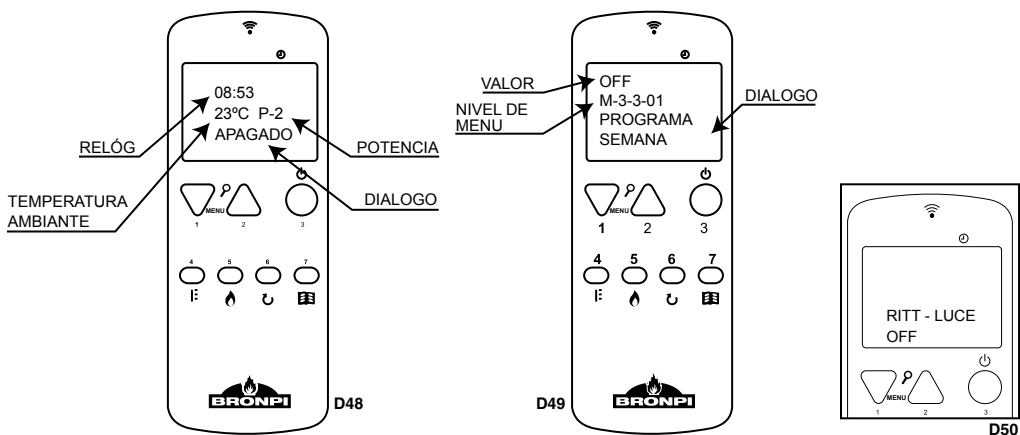 08:53
23ºC P-2
APAGADO
RELÓG
TEMPERATURA
AMBIANTE
POTENCIA
DIALOGO
MENU
1
2
3
4
5
6
7
BRONPI
D48
OFF
M-3-3-01
PROGRAMA
SEMANA
VALOR
NIVEL DE
MENU
DIALOGO
MENU
1
2
3
4
5
6
7
BRONPI
D49
RITT - LUCE
OFF
MENU
1
2
3
D50